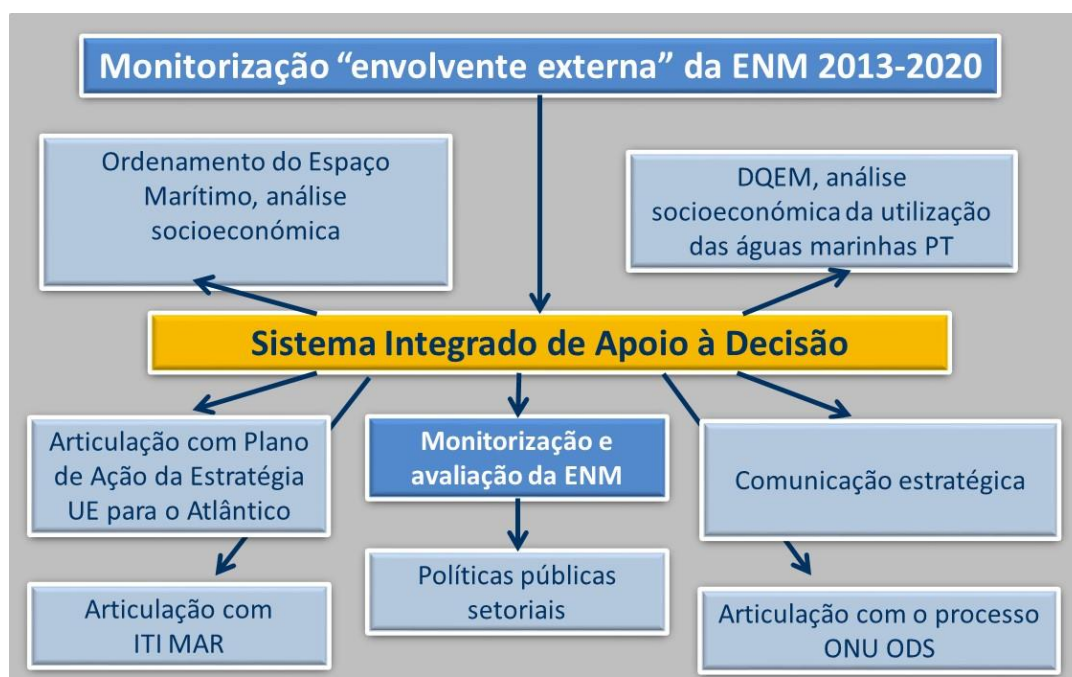 Monitorização “envolvente externa” da ENM 2013-2020
Ordenamento do Espaço
Marítimo, análise
socioeconómica
DQEM, análise
socioeconómica da utilização
das águas marinhas PT
Sistema Integrado de Apoio à Decisão
Articulação com Plano
de Ação da Estratégia
UE para o Atlântico
Monitorização e
avaliação da ENM
Comunicação estratégica
Articulação com
ITI MAR
Políticas públicas
setoriais
Articulação com o processo
ONU ODS